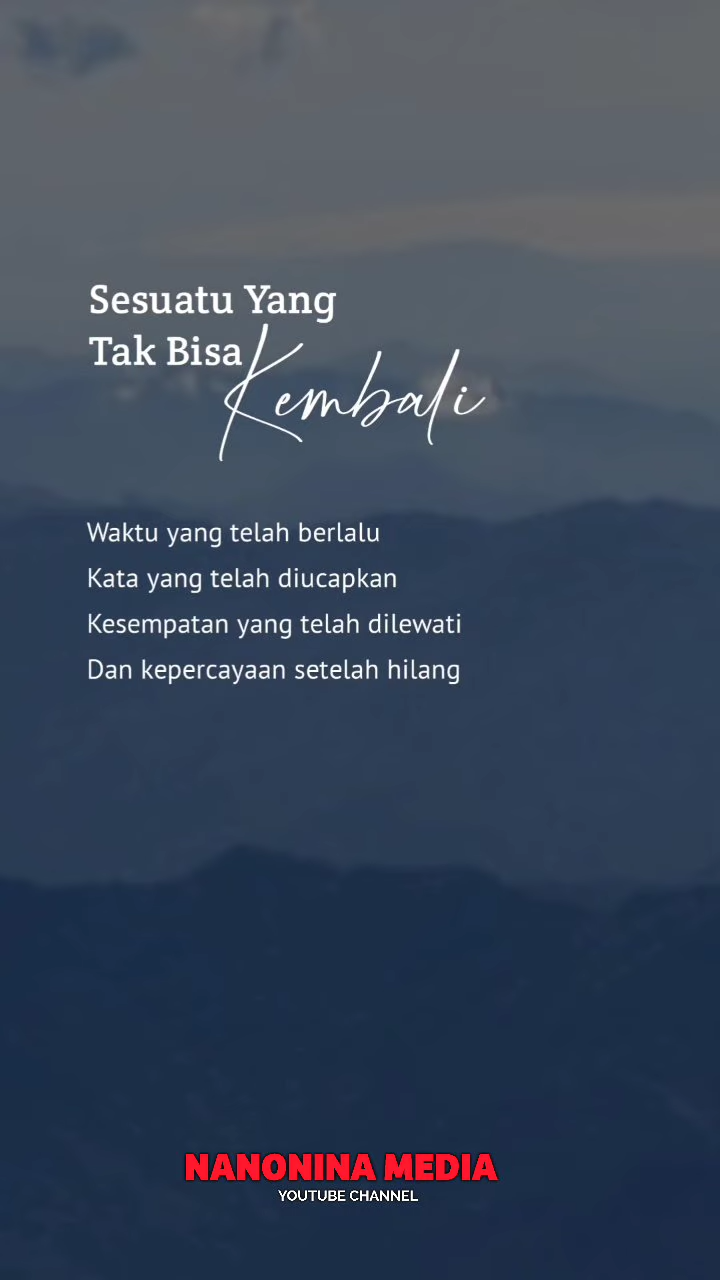 Sesuatu Yang
Tak Bisa Kembali
Waktu yang telah berlalu
Kata yang telah diucapkan
Kesempatan yang telah dilewati
Dan kepercayaan setelah hilang
NANONINA MEDIA
YOUTUBE CHANNEL